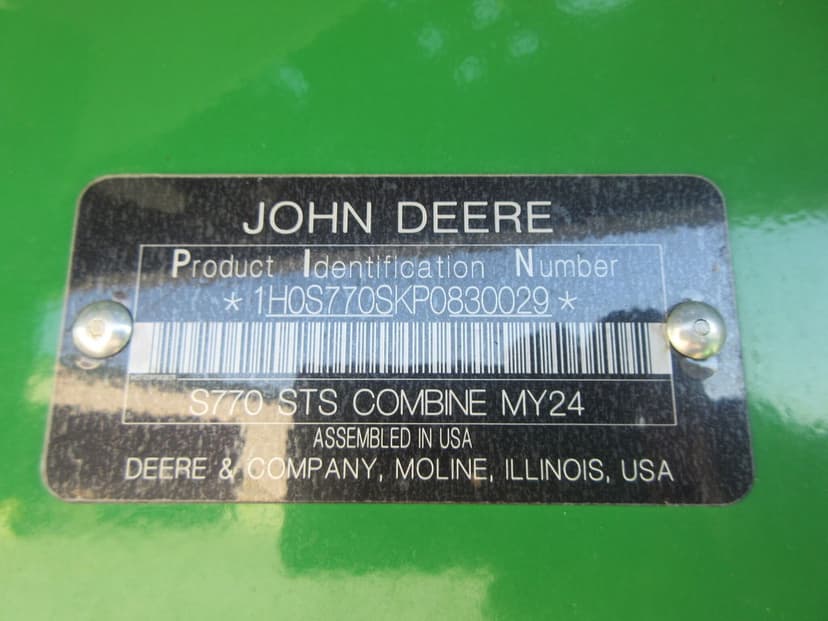 JOHN DEERE
Product Identification Number
*1H0S770SKP0830029*
S770 STS COMBINE MY24
ASSEMBLED IN USA
DEERE & COMPANY, MOLINE, ILLINOIS, USA